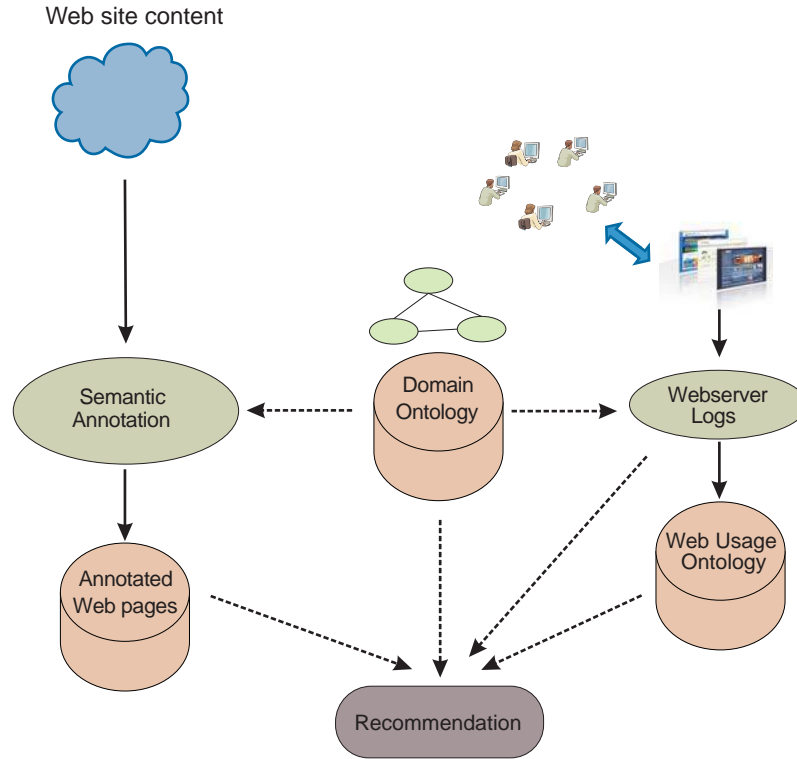 Web site content
Domain
Ontology
Semantic
Annotation
Webserver
Logs
Annotated
Web pages
Web Usage
Ontology
Recommendation